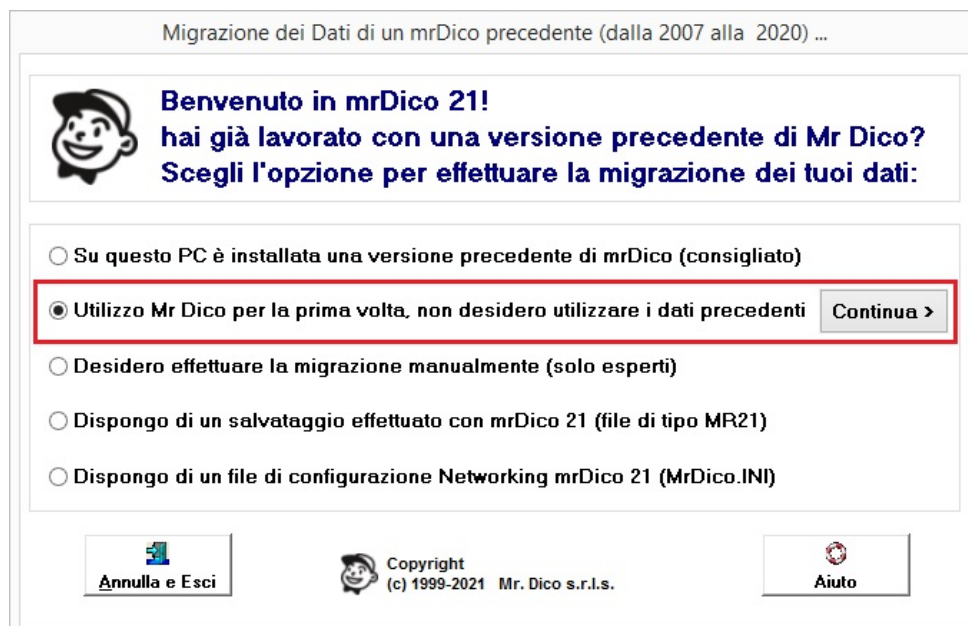 Migrazione dei Dati di un mrDico precedente (dalla 2007 alla  2020) ...
Benvenuto in mrDico 21!
hai già lavorato con una versione precedente di Mr Dico?
Scegli l'opzione per effettuare la migrazione dei tuoi dati:
Su questo PC è installata una versione precedente di mrDico (consigliato)
Utilizzo Mr Dico per la prima volta, non desidero utilizzare i dati precedenti Continua >
Desidero effettuare la migrazione manualmente (solo esperti)
Dispongo di un salvataggio effettuato con mrDico 21 (file di tipo MR21)
Dispongo di un file di configurazione Networking mrDico 21 (MrDico.INI)
Annulla e Esci
Copyright
(c) 1999-2021  Mr. Dico s.r.l.s.
Aiuto